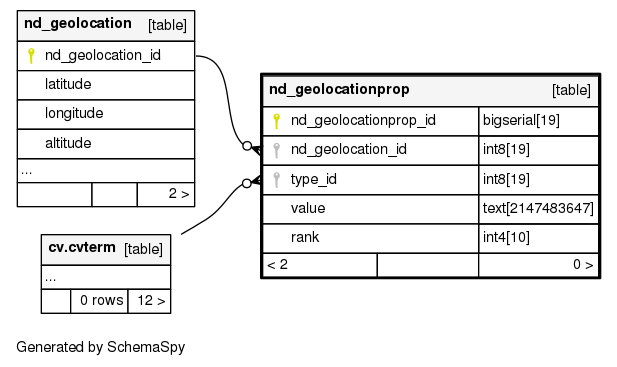 nd_geolocation [table]
nd_geolocation_id
latitude
longitude
altitude
...
2 >
nd_geolocationprop [table]
nd_geolocationprop_id bigserial[19]
nd_geolocation_id int8[19]
type_id int8[19]
value text[2147483647]
rank int4[10]
< 2 0 >
cv.cvterm [table]
...
0 rows 12 >
Generated by SchemaSpy